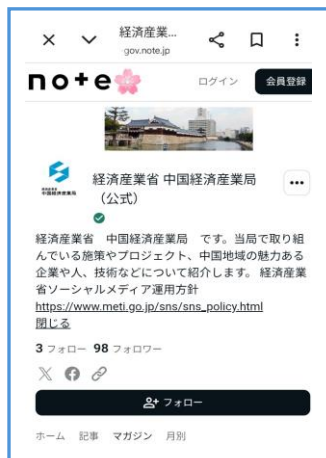 経済産業...
gov.note.jp
note
ログイン
会員登録
経済産業省 中国経済産業局
（公式）
経済産業省　中国経済産業局　です。当局で取り組
んでいる施策やプロジェクト、中国地域の魅力ある
企業や人、技術などについて紹介します。 経済産業
省ソーシャルメディア運用方針
https://www.meti.go.jp/sns/sns_policy.html
閉じる
3 フォロー 98 フォロワー
フォロー
ホーム 記事 マガジン 月別